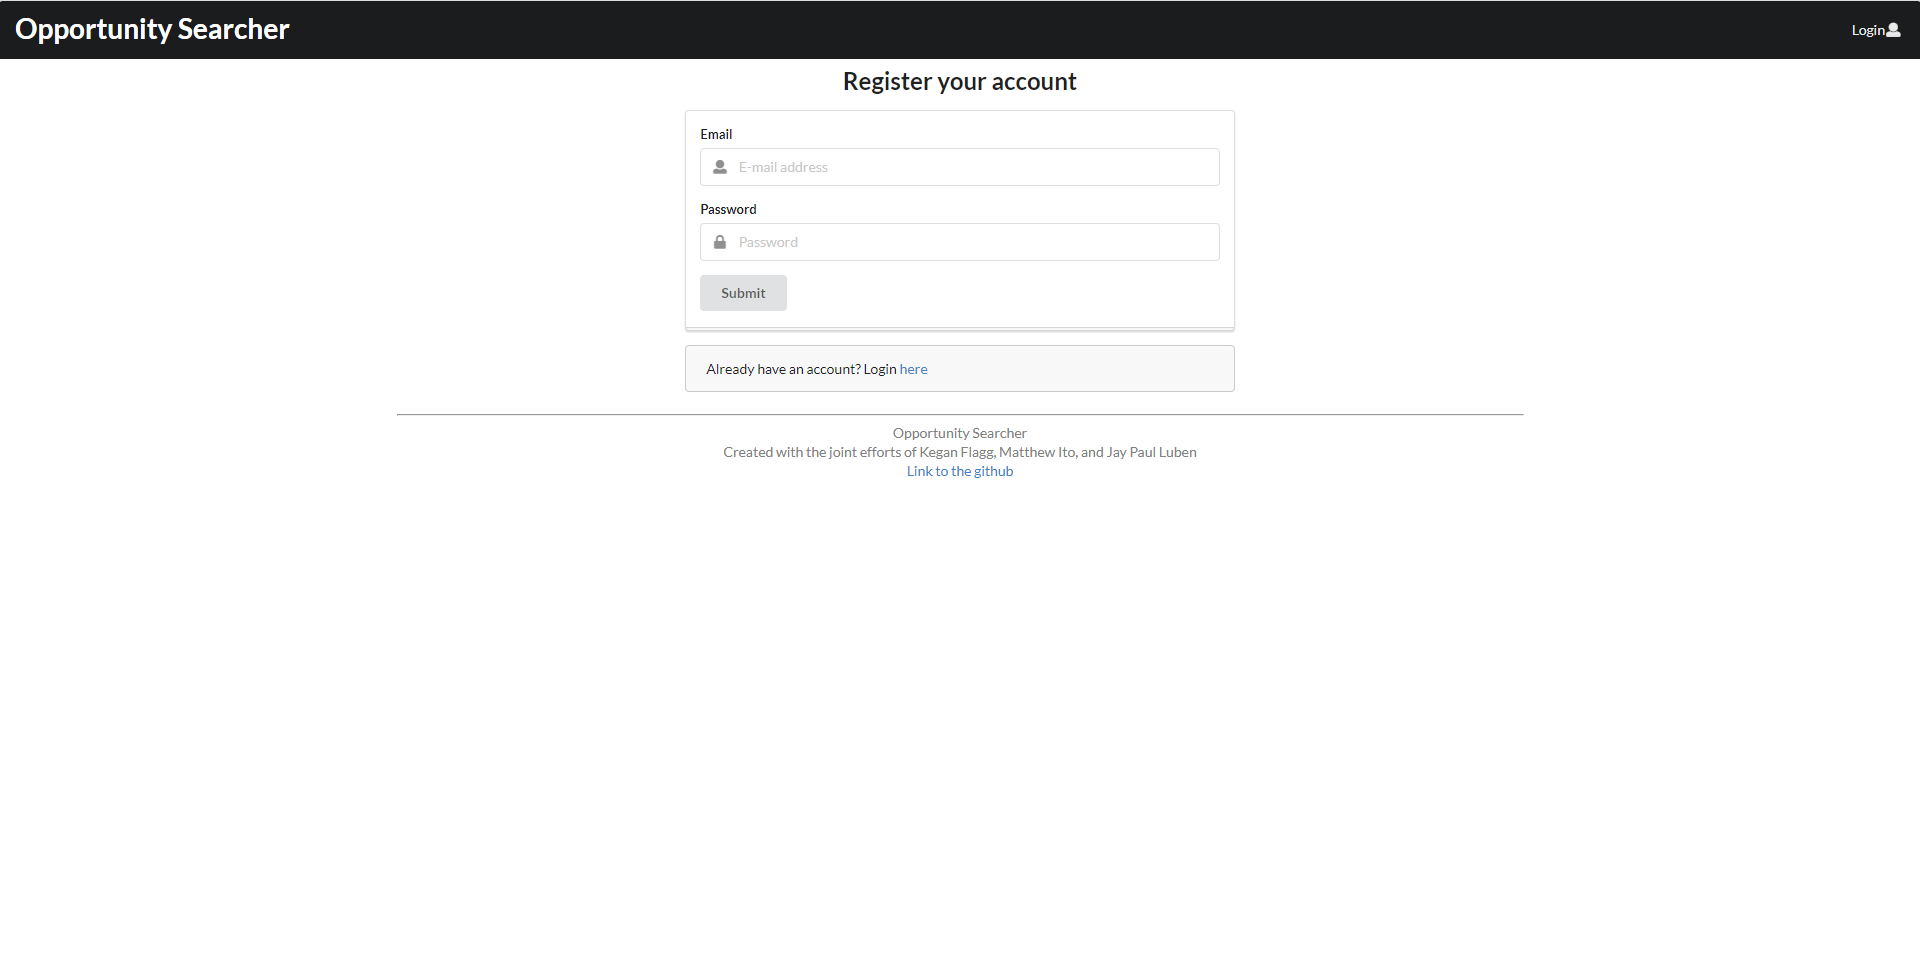 Opportunity Searcher
Login
Register your account
Email
E-mail address
Password
Password
Submit
Already have an account? Login here
Opportunity Searcher
Created with the joint efforts of Kegan Flagg, Matthew Ito, and Jay Paul Luben
Link to the github